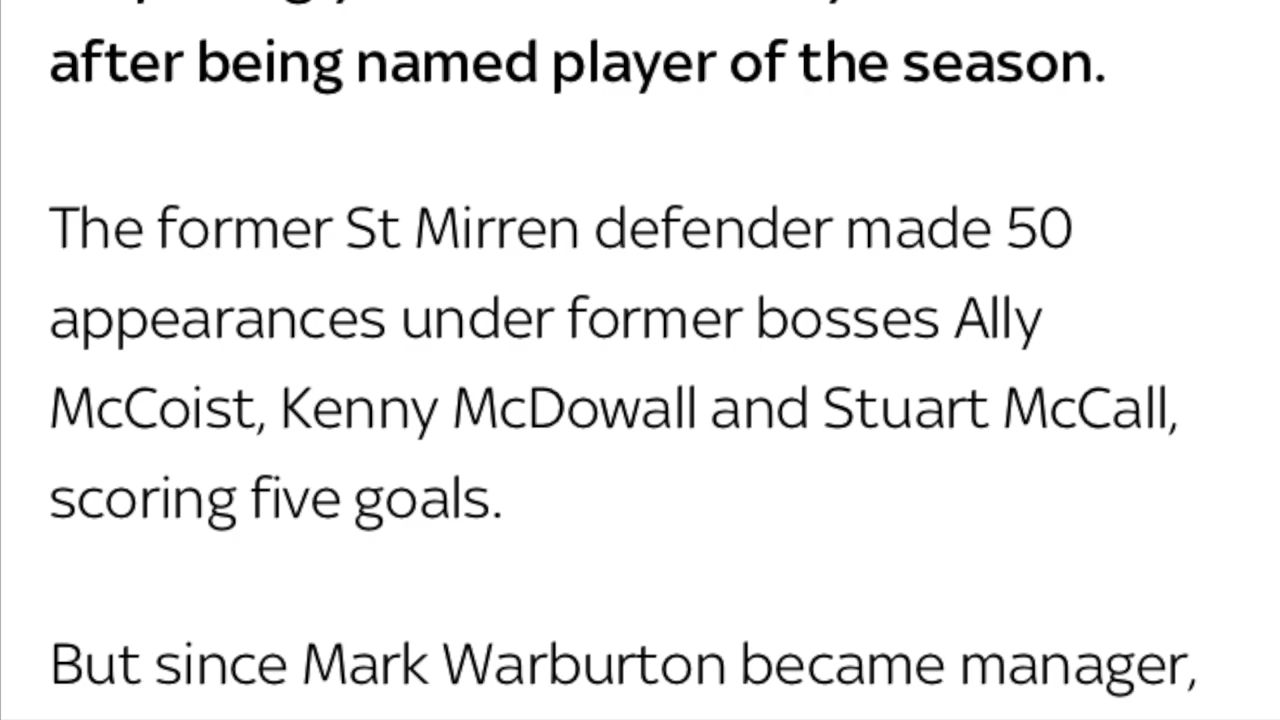 after being named player of the season.
The former St Mirren defender made 50
appearances under former bosses Ally
McCoist, Kenny McDowall and Stuart McCall,
scoring five goals.
But since Mark Warburton became manager,